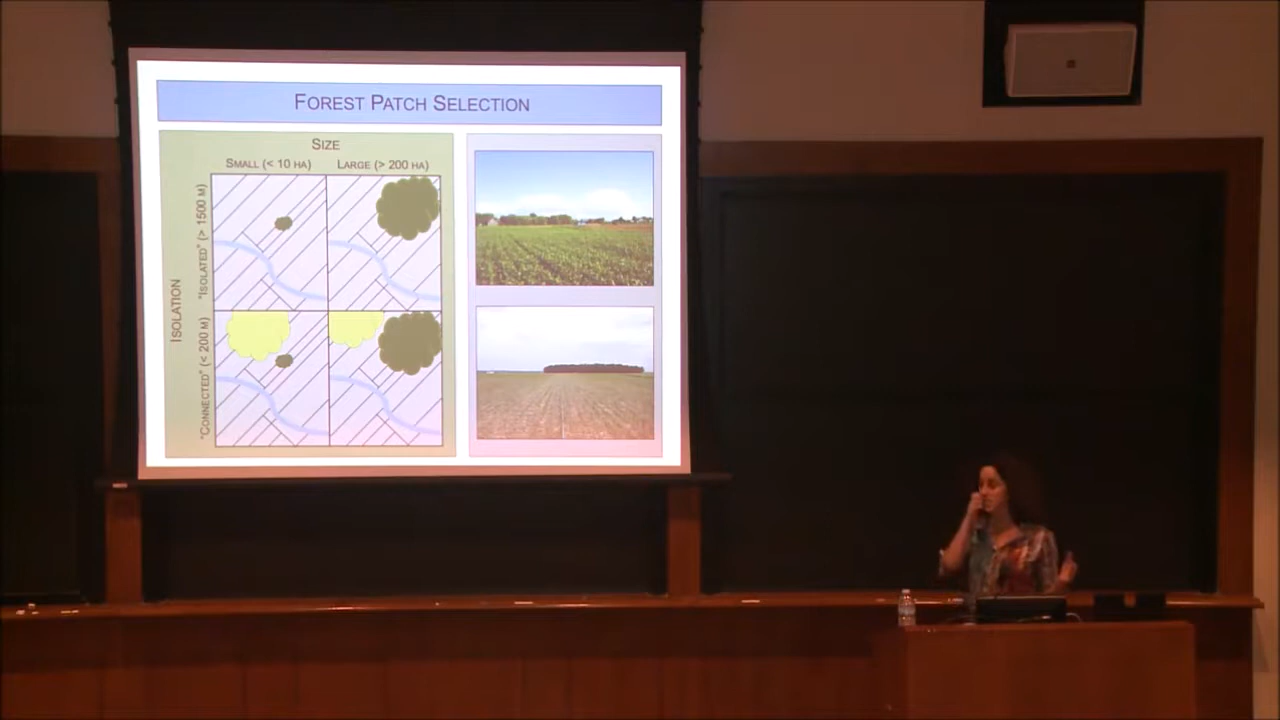 FOREST PATCH SELECTION
SIZE
SMALL (< 10 HA) LARGE (> 200 HA)
ISOLATION
"ISOLATED" (> 1500 M)
"CONNECTED" (< 200 M)